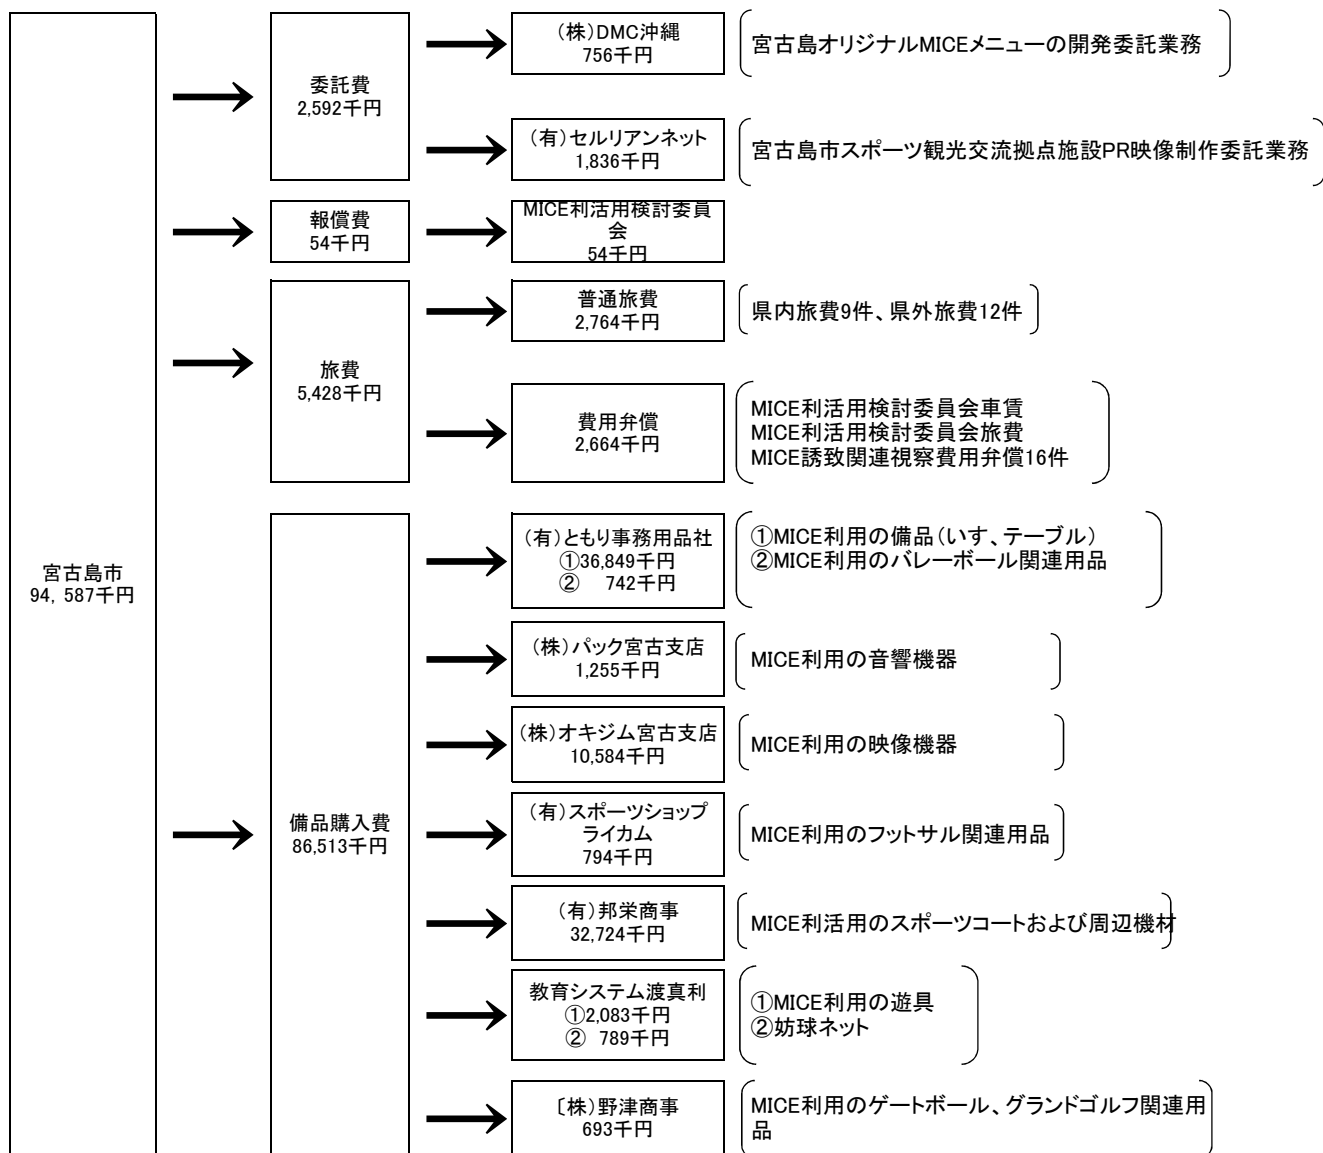 宮古島市
94，587千円
委託費
2,592千円
（株）DMC沖縄
756千円
宮古島オリジナルMICEメニューの開発委託業務
（有）セルリアンネット
1,836千円
宮古島市スポーツ観光交流拠点施設PR映像制作委託業務
報償費
54千円
MICE利活用検討委員
会
54千円
旅費
5,428千円
普通旅費
2,764千円
県内旅費9件、県外旅費12件
費用弁償
2,664千円
MICE利活用検討委員会車賃
MICE利活用検討委員会旅費
MICE誘致関連視察費用弁償16件
備品購入費
86,513千円
（有）ともり事務用品社
①36,849千円
②　742千円
①MICE利用の備品（いす、テーブル）
②MICE利用のバレーボール関連用品
（株）パック宮古支店
1,255千円
MICE利用の音響機器
（株）オキジム宮古支店
10,584千円
MICE利用の映像機器
（有）スポーツショップ
ライカム
794千円
MICE利用のフットサル関連用品
（有）邦栄商事
32,724千円
MICE利活用のスポーツコートおよび周辺機材
教育システム渡真利
①2,083千円
②　789千円
①MICE利用の遊具
②妨球ネット
〔株）野津商事
693千円
MICE利用のゲートボール、グランドゴルフ関連用
品